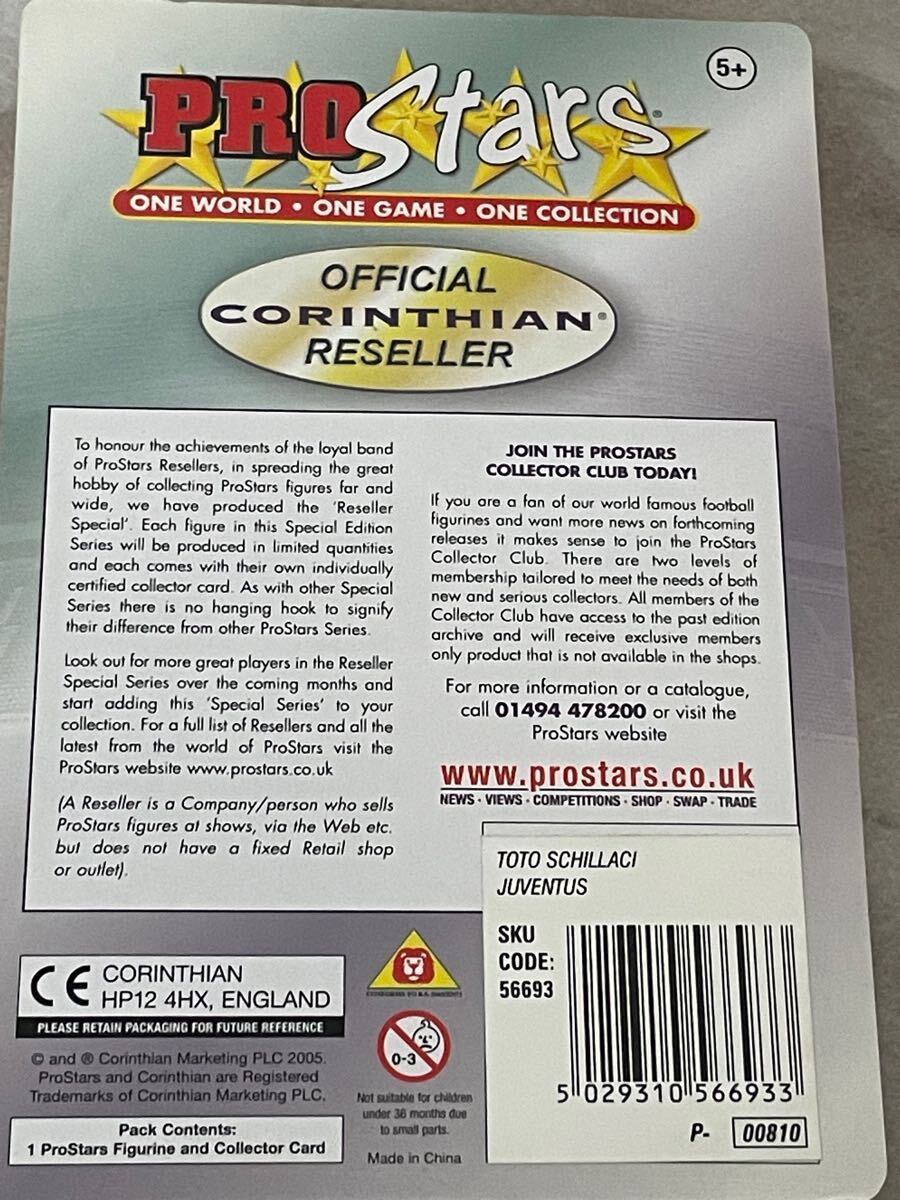 5+
PROStars®
ONE WORLD • ONE GAME • ONE COLLECTION
OFFICIAL
CORINTHIAN®
RESELLER
To honour the achievements of the loyal band
of ProStars Resellers, in spreading the great
hobby of collecting ProStars figures far and
wide, we have produced the 'Reseller
Special'. Each figure in this Special Edition
Series will be produced in limited quantities
and each comes with their own individually
certified collector card. As with other Special
Series there is no hanging hook to signify
their difference from other ProStars Series.
Look out for more great players in the Reseller
Special Series over the coming months and
start adding this 'Special Series' to your
collection. For a full list of Resellers and all the
latest from the world of ProStars visit the
ProStars website www.prostars.co.uk
(A Reseller is a Company/person who sells
ProStars figures at shows, via the Web etc.
but does not have a fixed Retail shop
or outlet).
JOIN THE PROSTARS
COLLECTOR CLUB TODAY!
If you are a fan of our world famous football
figurines and want more news on forthcoming
releases it makes sense to join the ProStars
Collector Club. There are two levels of
membership tailored to meet the needs of both
new and serious collectors. All members of the
Collector Club have access to the past edition
archive and will receive exclusive members
only product that is not available in the shops.
For more information or a catalogue,
call 01494 478200 or visit the
ProStars website
www.prostars.co.uk
NEWS • VIEWS • COMPETITIONS • SHOP • SWAP • TRADE
TOTO SCHILLACI
JUVENTUS
SKU
CODE:
56693
5 029310 566933
P- 00810
CE CORINTHIAN
HP12 4HX, ENGLAND
PLEASE RETAIN PACKAGING FOR FUTURE REFERENCE
© and ® Corinthian Marketing PLC 2005.
ProStars and Corinthian are Registered
Trademarks of Corinthian Marketing PLC.
Pack Contents:
1 ProStars Figurine and Collector Card
0-3
Not suitable for children
under 36 months due
to small parts.
Made in China